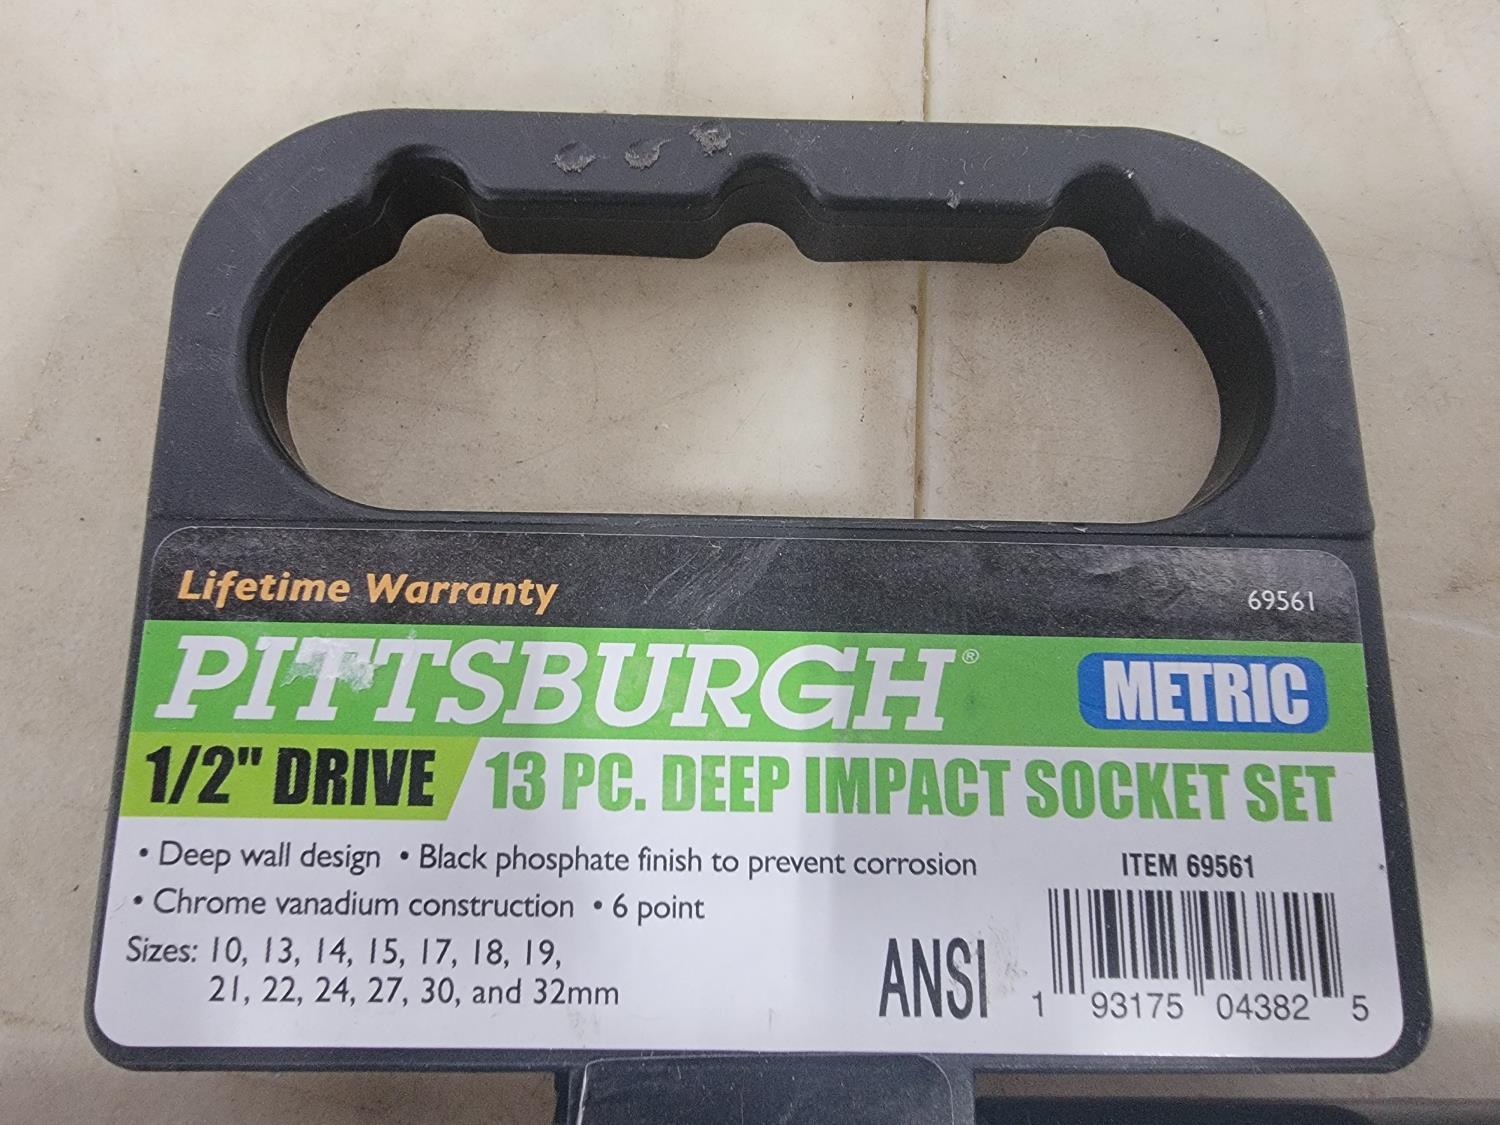 Lifetime Warranty 69561
PITTSBURGH® METRIC
1/2" DRIVE 13 PC. DEEP IMPACT SOCKET SET
• Deep wall design • Black phosphate finish to prevent corrosion
• Chrome vanadium construction • 6 point
Sizes: 10, 13, 14, 15, 17, 18, 19,
21, 22, 24, 27, 30, and 32mm
ANSI
ITEM 69561
1 93175 04382 5